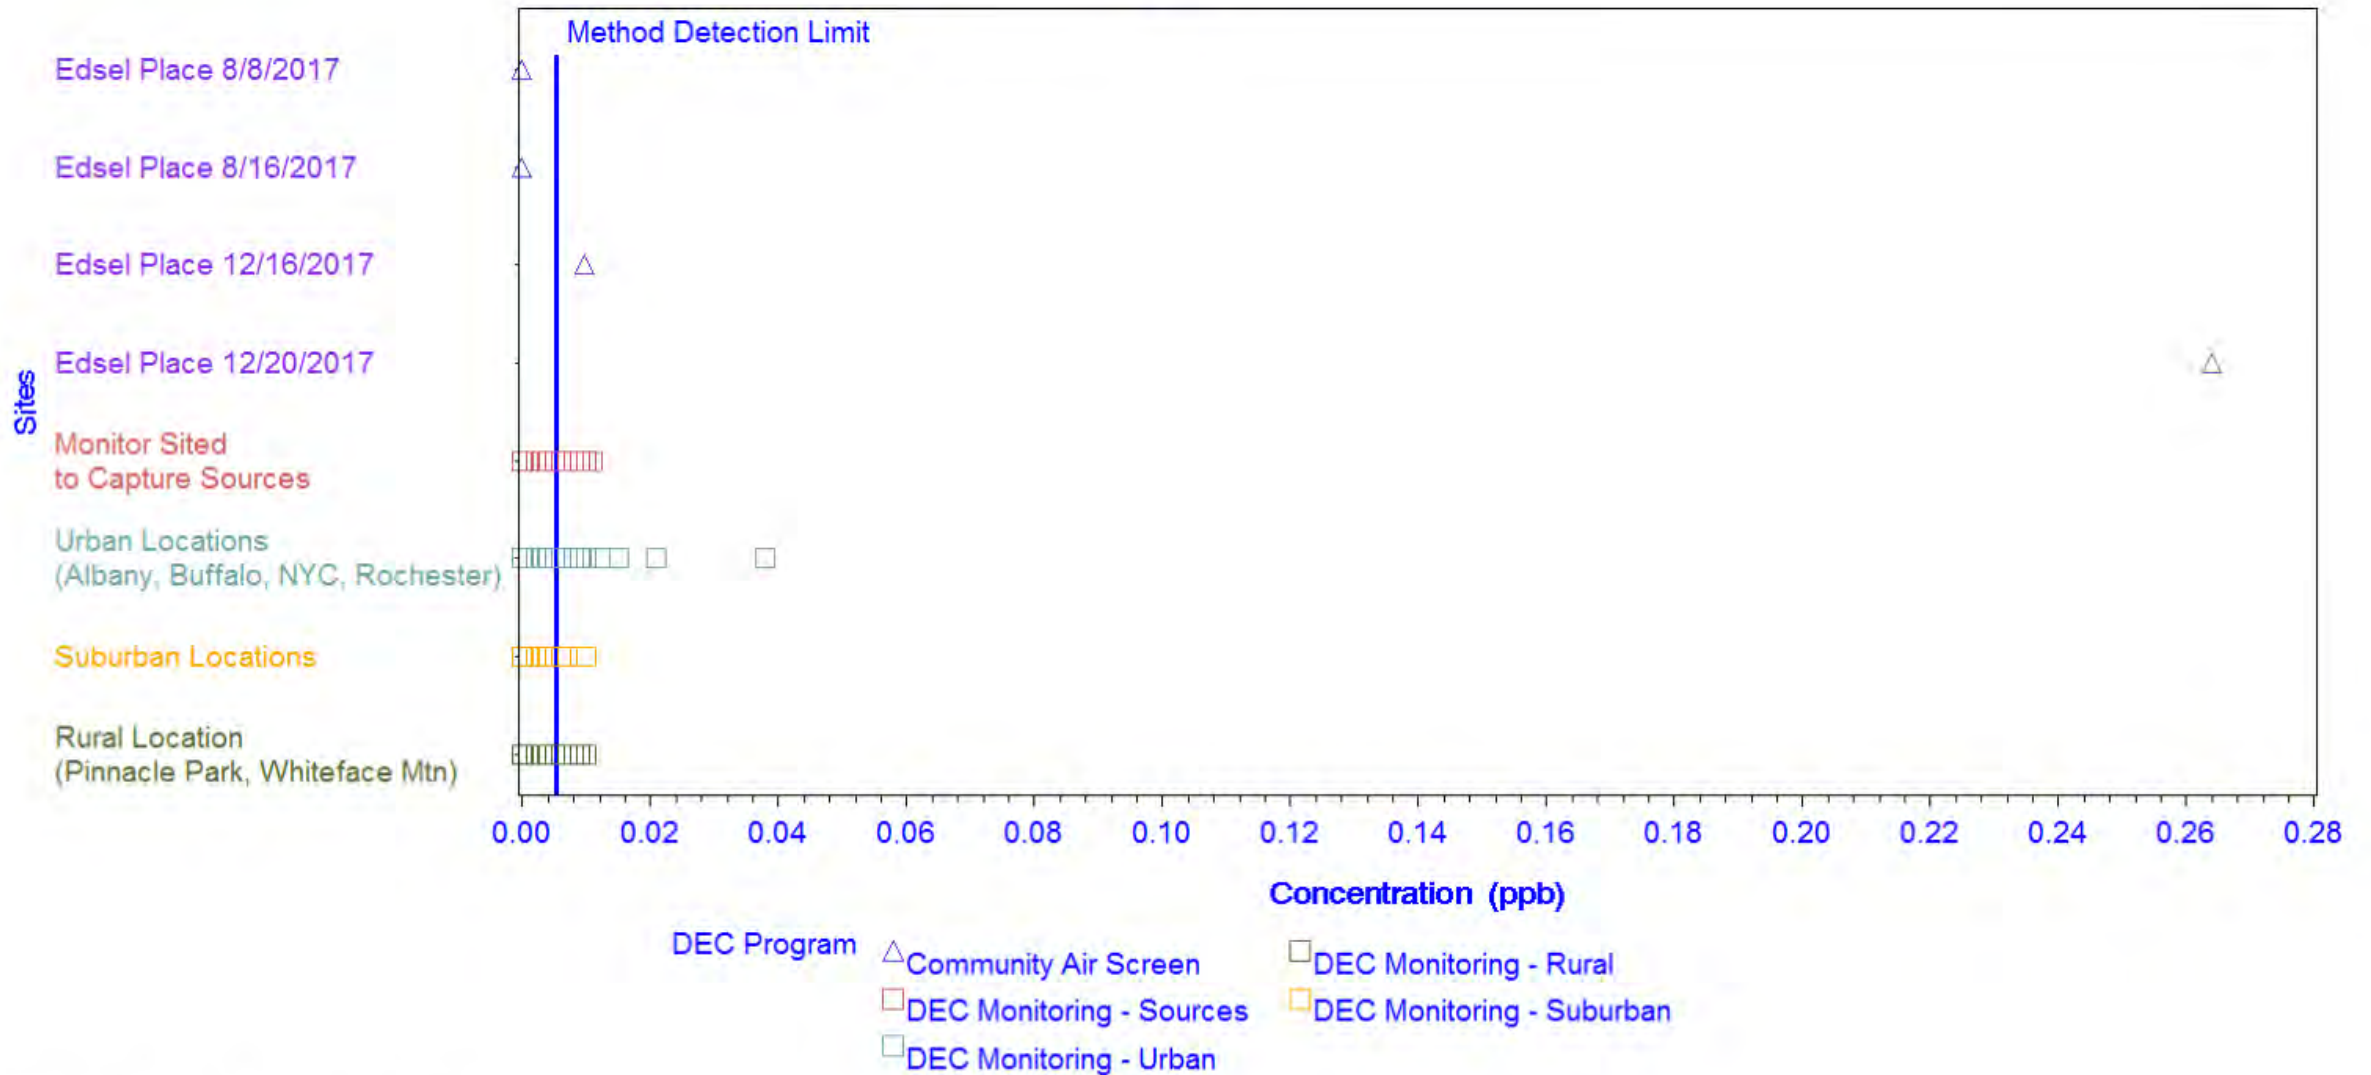 Method Detection Limit
Edsel Place 8/8/2017
Edsel Place 8/16/2017
Edsel Place 12/16/2017
Edsel Place 12/20/2017
Sites
Monitor Sited
to Capture Sources
Urban Locations
(Albany, Buffalo, NYC, Rochester)
Suburban Locations
Rural Location
(Pinnacle Park, Whiteface Mtn)
0.00 0.02 0.04 0.06 0.08 0.10 0.12 0.14 0.16 0.18 0.20 0.22 0.24 0.26 0.28
Concentration (ppb)
DEC Program
Community Air Screen
DEC Monitoring - Rural
DEC Monitoring - Sources
DEC Monitoring - Suburban
DEC Monitoring - Urban